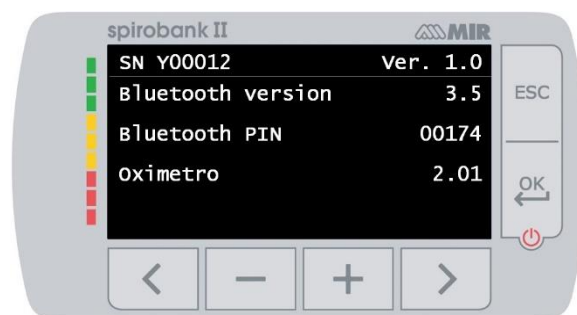 spirobank II MIR
SN Y00012 Ver. 1.0
Bluetooth version 3.5
Bluetooth PIN 00174
Oximetro 2.01
ESC
OK